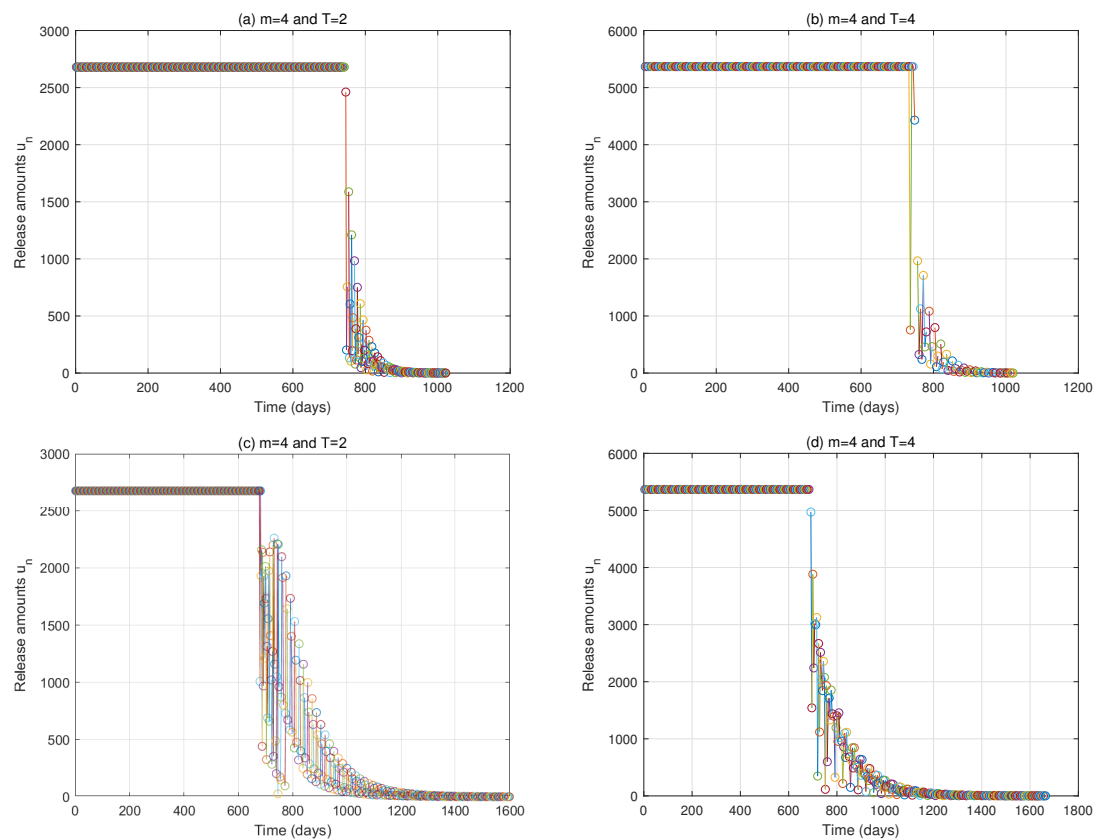 (a) m=4 and T=2
Release amounts u_n
3000
2500
2000
1500
1000
500
0
0 200 400 600 800 1000 1200
Time (days)
(b) m=4 and T=4
Release amounts u_n
6000
5000
4000
3000
2000
1000
0
0 200 400 600 800 1000 1200
Time (days)
(c) m=4 and T=2
Release amounts u_n
3000
2500
2000
1500
1000
500
0
0 200 400 600 800 1000 1200 1400 1600
Time (days)
(d) m=4 and T=4
Release amounts u_n
6000
5000
4000
3000
2000
1000
0
0 200 400 600 800 1000 1200 1400 1600 1800
Time (days)